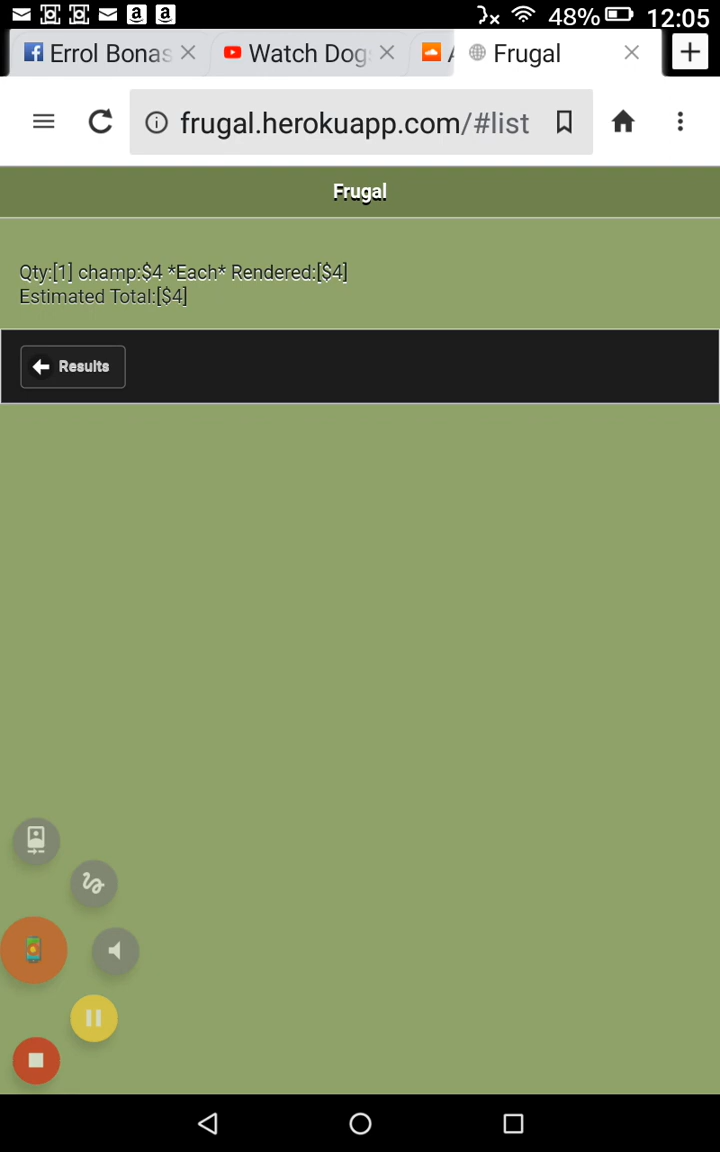 48% 12:05
Errol Bonas
Watch Dog
Frugal
frugal.herokuapp.com/#list
Frugal
Qty:[1] champ:$4 *Each* Rendered:[$4]
Estimated Total:[$4]
Results